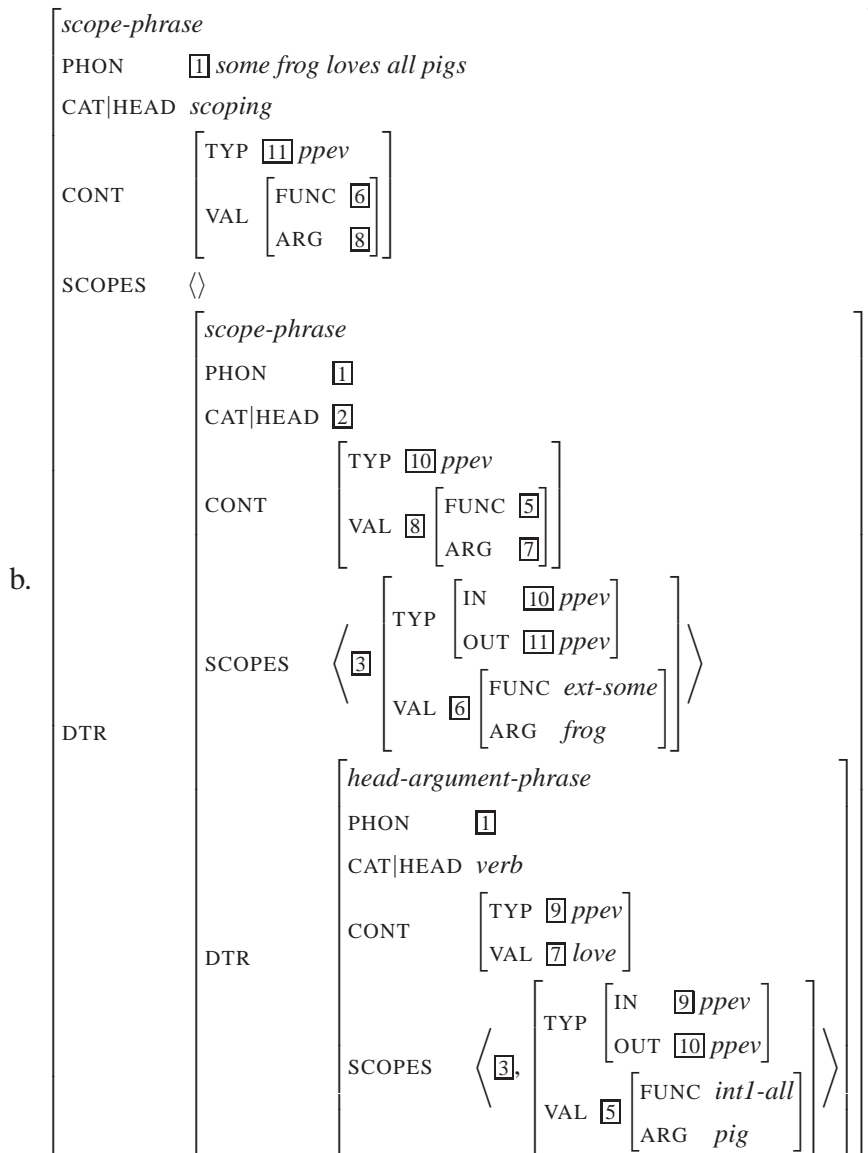 scope-phrase
PHON 1 some frog loves all pigs
CAT|HEAD scoping
CONT
TYP 11 ppev
VAL
FUNC 6
ARG 8
SCOPES ⟨⟩
b.
DTR
scope-phrase
PHON 1
CAT|HEAD 2
CONT
TYP 10 ppev
VAL 8
FUNC 5
ARG 7
SCOPES
⟨ 3
TYP
IN 10 ppev
OUT 11 ppev
VAL 6
FUNC ext-some
ARG frog
⟩
DTR
head-argument-phrase
PHON 1
CAT|HEAD verb
CONT
TYP 9 ppev
VAL 7 love
SCOPES
⟨ 3,
TYP
IN 9 ppev
OUT 10 ppev
VAL 5
FUNC int1-all
ARG pig
⟩